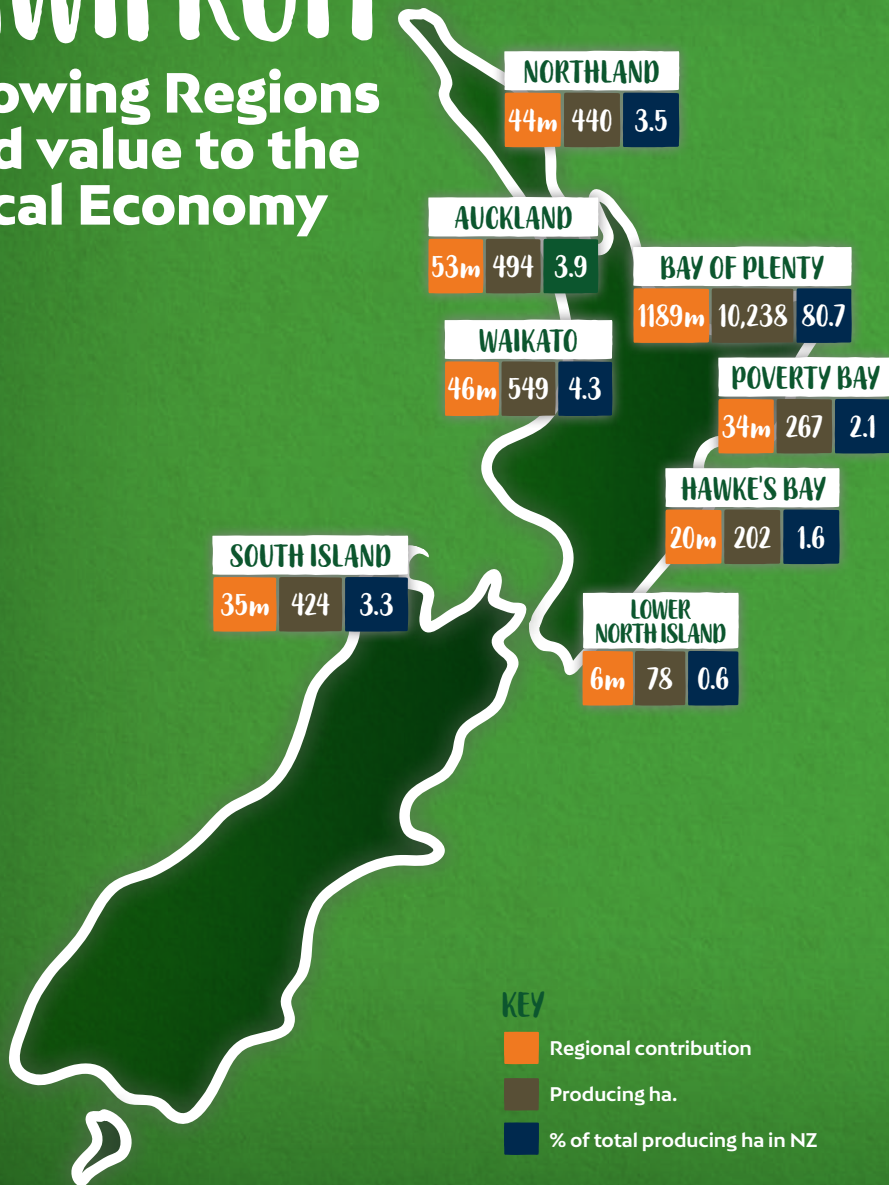 owing Regions
d value to the
cal Economy
NORTHLAND
44m 440 3.5
AUCKLAND
53m 494 3.9
BAY OF PLENTY
1189m 10,238 80.7
WAIKATO
46m 549 4.3
POVERTY BAY
34m 267 2.1
HAWKE'S BAY
20m 202 1.6
SOUTH ISLAND
35m 424 3.3
LOWER
NORTH ISLAND
6m 78 0.6
KEY
Regional contribution
Producing ha.
% of total producing ha in NZ